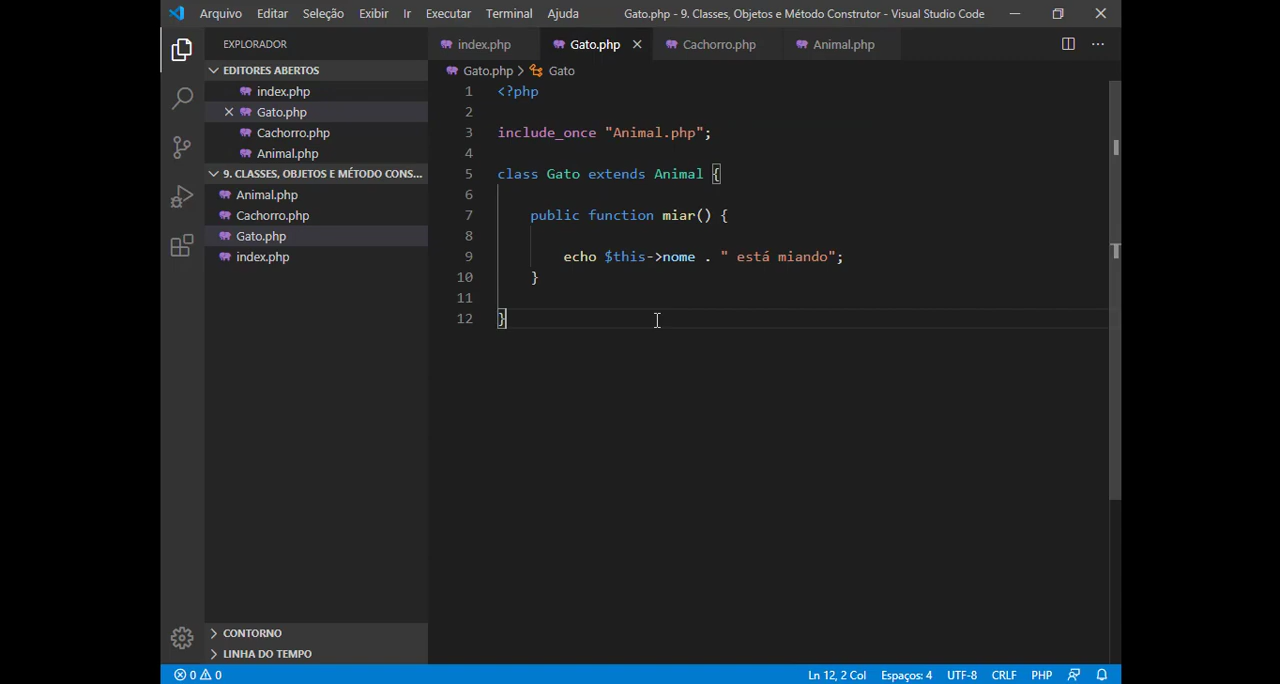 Arquivo Editar Seleção Exibir Ir Executar Terminal Ajuda Gato.php - 9. Classes, Objetos e Método Construtor - Visual Studio Code
EXPLORADOR
EDITORES ABERTOS
index.php
Gato.php
Cachorro.php
Animal.php
9. CLASSES, OBJETOS E MÉTODO CONS...
Animal.php
Cachorro.php
Gato.php
index.php
CONTORNO
LINHA DO TEMPO
index.php Gato.php Cachorro.php Animal.php
Gato.php > Gato
1 <?php
2
3 include_once "Animal.php";
4
5 class Gato extends Animal {
6
7 public function miar() {
8
9 echo $this->nome . " está miando";
10 }
11
12 }
0 0 Ln 12, 2 Col Espaços: 4 UTF-8 CRLF PHP